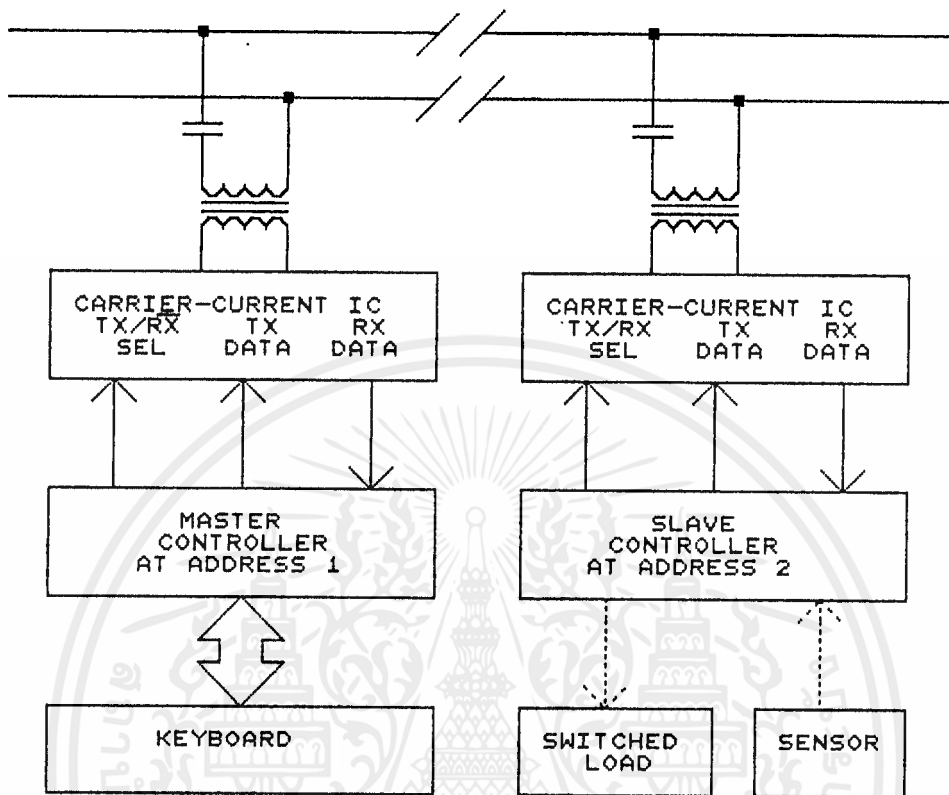 CARRIER-CURRENT IC
TX/RX TX RX
SEL DATA DATA
CARRIER-CURRENT IC
TX/RX TX RX
SEL DATA DATA
MASTER
CONTROLLER
AT ADDRESS 1
SLAVE
CONTROLLER
AT ADDRESS 2
KEYBOARD
SWITCHED
LOAD
SENSOR